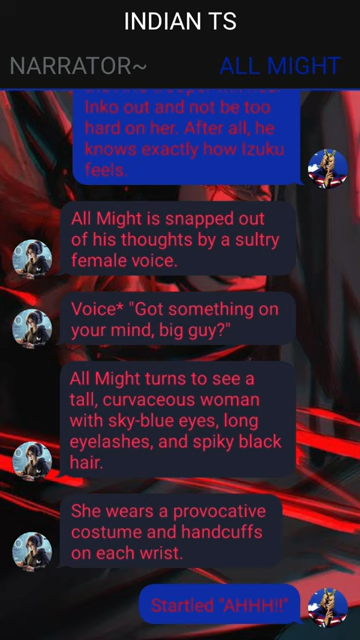 INDIAN TS
NARRATOR~ ALL MIGHT
Inko out and not be too
hard on her. After all, he
knows exactly how Izuku
feels.
All Might is snapped out
of his thoughts by a sultry
female voice.
Voice* "Got something on
your mind, big guy?"
All Might turns to see a
tall, curvaceous woman
with sky-blue eyes, long
eyelashes, and spiky black
hair.
She wears a provocative
costume and handcuffs
on each wrist.
Startled "AHHH!!"